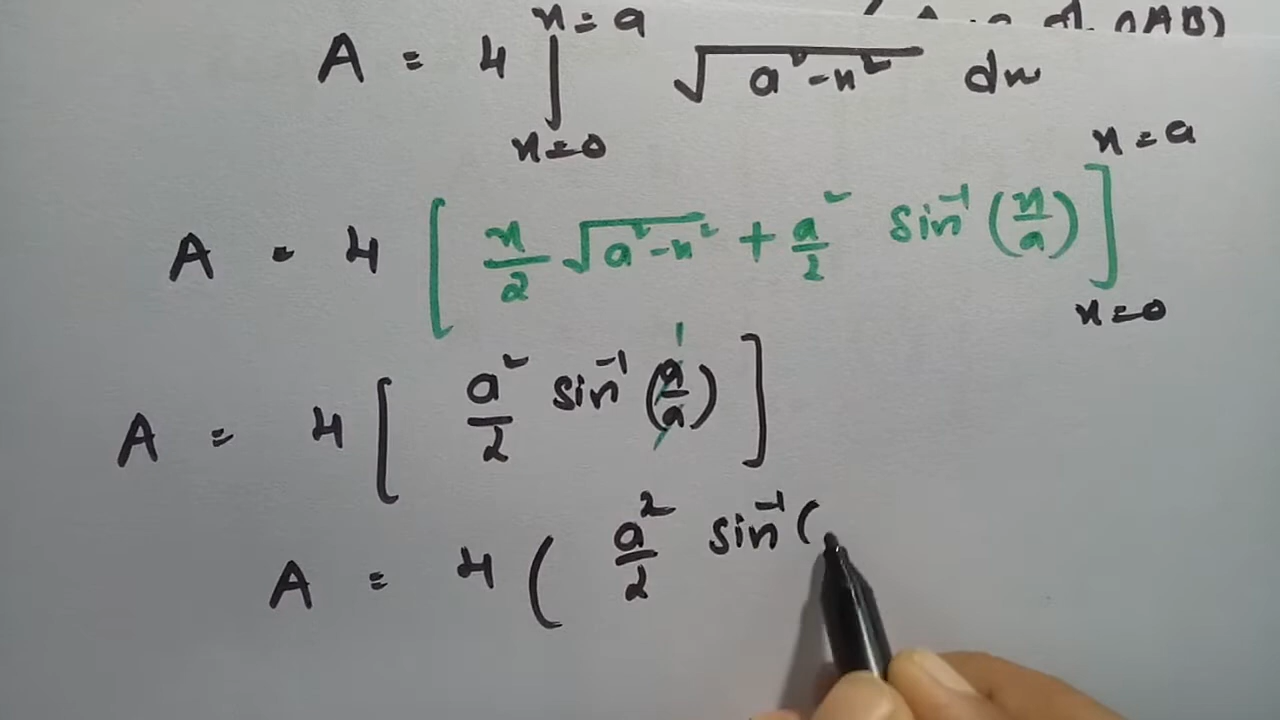 AB)
x = a
A = 4 ∫ √(a² - x²) dx
x = 0
x = a
A = 4 [ x/2 √(a² - x²) + a²/2 sin⁻¹ (x/a) ]
x = 0
1
A = 4 [ a²/2 sin⁻¹ (a/a) ]
A = 4 ( a²/2 sin⁻¹ (